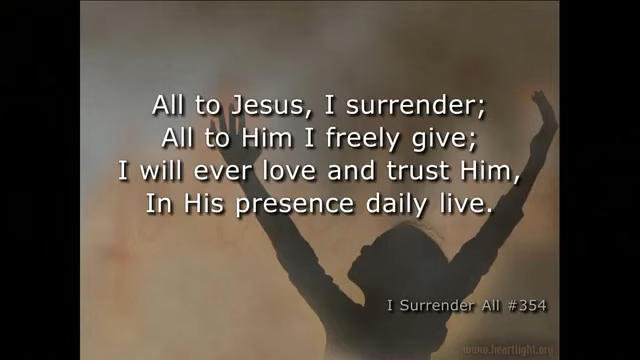 All to Jesus, I surrender;
All to Him I freely give;
I will ever love and trust Him,
In His presence daily live.
I Surrender All #354
www.heartlight.org